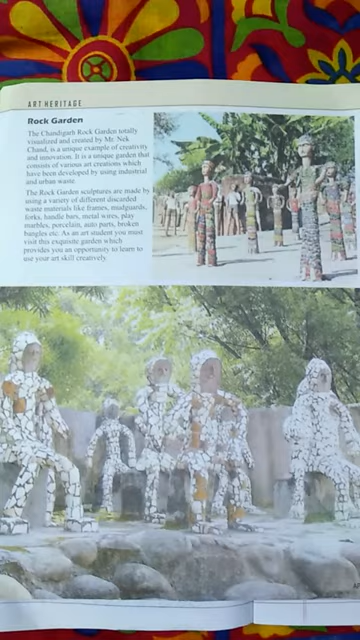 ART HERITAGE
Rock Garden
The Chandigarh Rock Garden totally
visualized and created by Mr. Nek
Chand, is a unique example of creativity
and innovation. It is a unique garden that
consists of various art creations which
have been developed by using industrial
and urban waste.
The Rock Garden sculptures are made by
using a variety of different discarded
waste materials like frames, mudguards,
forks, handle bars, metal wires, play
marbles, porcelain, auto parts, broken
bangles etc. As an art student you must
visit this exquisite garden which
provides you an opportunity to learn to
use your art skill creatively.